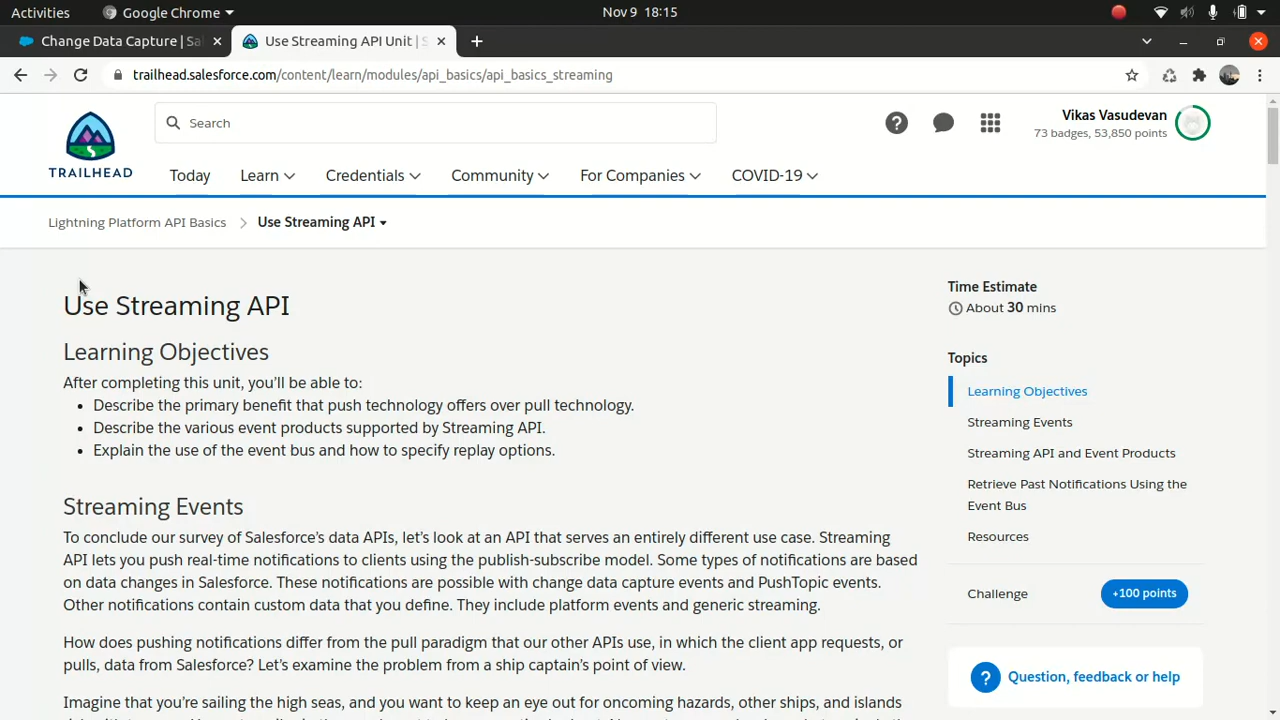 Activities
Google Chrome
Nov 9 18:15
Change Data Capture | Sa
Use Streaming API Unit | S
trailhead.salesforce.com/content/learn/modules/api_basics/api_basics_streaming
TRAILHEAD
Search
Vikas Vasudevan
73 badges, 53,850 points
Today Learn Credentials Community For Companies COVID-19
Lightning Platform API Basics Use Streaming API
Use Streaming API
Learning Objectives
After completing this unit, you'll be able to:
• Describe the primary benefit that push technology offers over pull technology.
• Describe the various event products supported by Streaming API.
• Explain the use of the event bus and how to specify replay options.
Streaming Events
To conclude our survey of Salesforce's data APIs, let's look at an API that serves an entirely different use case. Streaming
API lets you push real-time notifications to clients using the publish-subscribe model. Some types of notifications are based
on data changes in Salesforce. These notifications are possible with change data capture events and PushTopic events.
Other notifications contain custom data that you define. They include platform events and generic streaming.
How does pushing notifications differ from the pull paradigm that our other APIs use, in which the client app requests, or
pulls, data from Salesforce? Let's examine the problem from a ship captain's point of view.
Imagine that you're sailing the high seas, and you want to keep an eye out for oncoming hazards, other ships, and islands
Time Estimate
About 30 mins
Topics
Learning Objectives
Streaming Events
Streaming API and Event Products
Retrieve Past Notifications Using the
Event Bus
Resources
Challenge +100 points
? Question, feedback or help